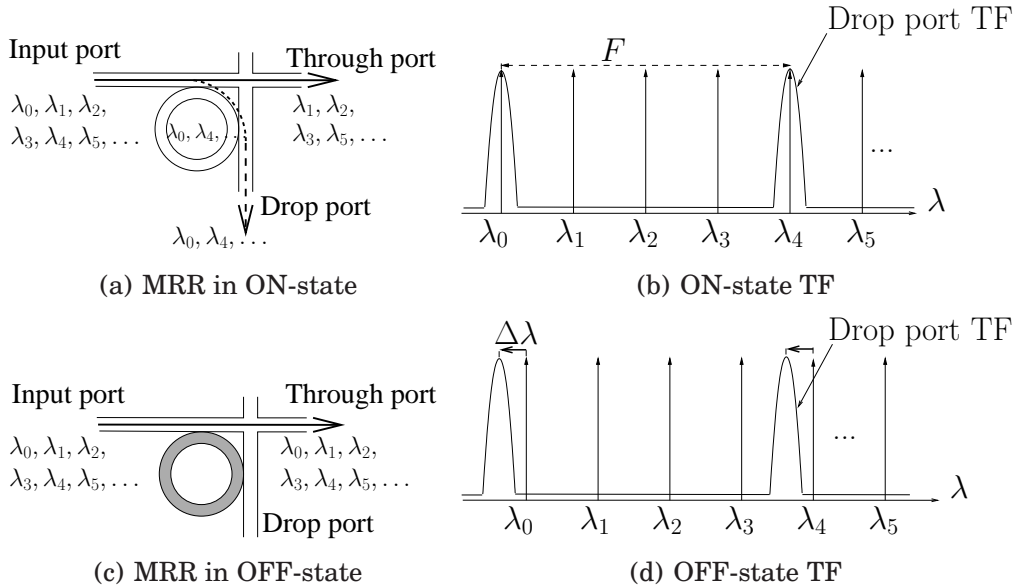 Input port
Through port
λ0, λ1, λ2,
λ3, λ4, λ5, ...
λ0, λ4, ...
λ1, λ2,
λ3, λ5, ...
Drop port
λ0, λ4, ...
(a) MRR in ON-state
Drop port TF
F
...
λ
λ0 λ1 λ2 λ3 λ4 λ5
(b) ON-state TF
Input port
Through port
λ0, λ1, λ2,
λ3, λ4, λ5, ...
λ0, λ1, λ2,
λ3, λ4, λ5, ...
Drop port
(c) MRR in OFF-state
Δλ
Drop port TF
...
λ
λ0 λ1 λ2 λ3 λ4 λ5
(d) OFF-state TF